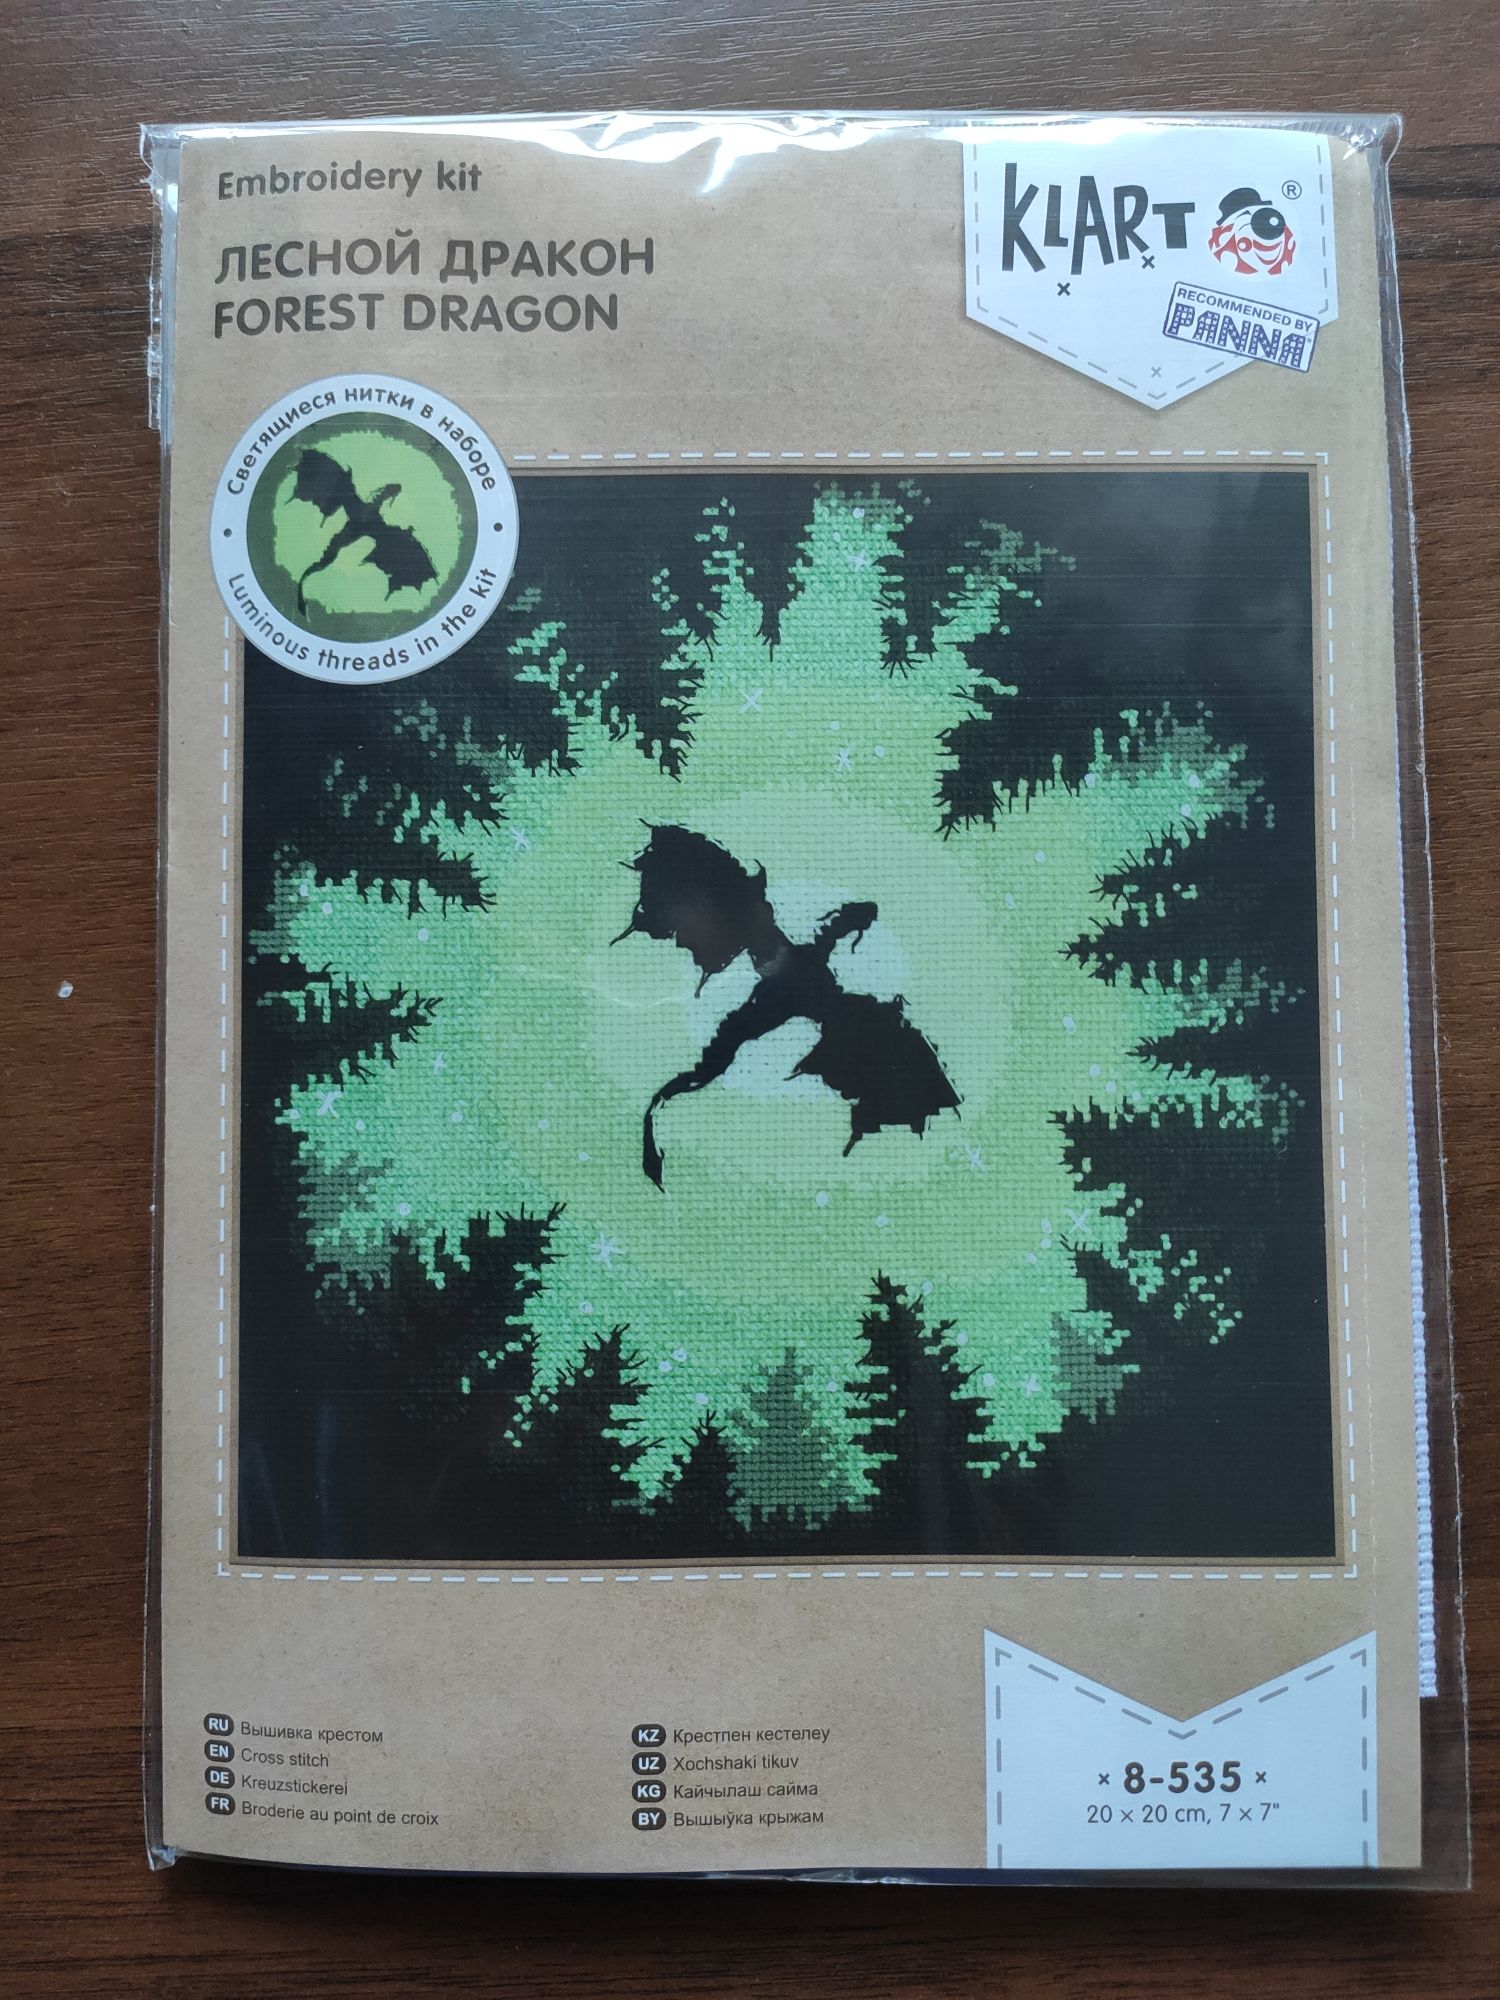 Embroidery kit
ЛЕСНОЙ ДРАКОН
FOREST DRAGON
KLART ®
RECOMMENDED BY
PANNA
Светящиеся нитки в наборе
Luminous threads in the kit
RU Вышивка крестом
EN Cross stitch
DE Kreuzstickerei
FR Broderie au point de croix
KZ Крестпен кестелеу
UZ Xochshaki tikuv
KG Кайчылаш сайма
BY Вышыўка крыжам
× 8-535 ×
20 × 20 cm, 7 × 7"